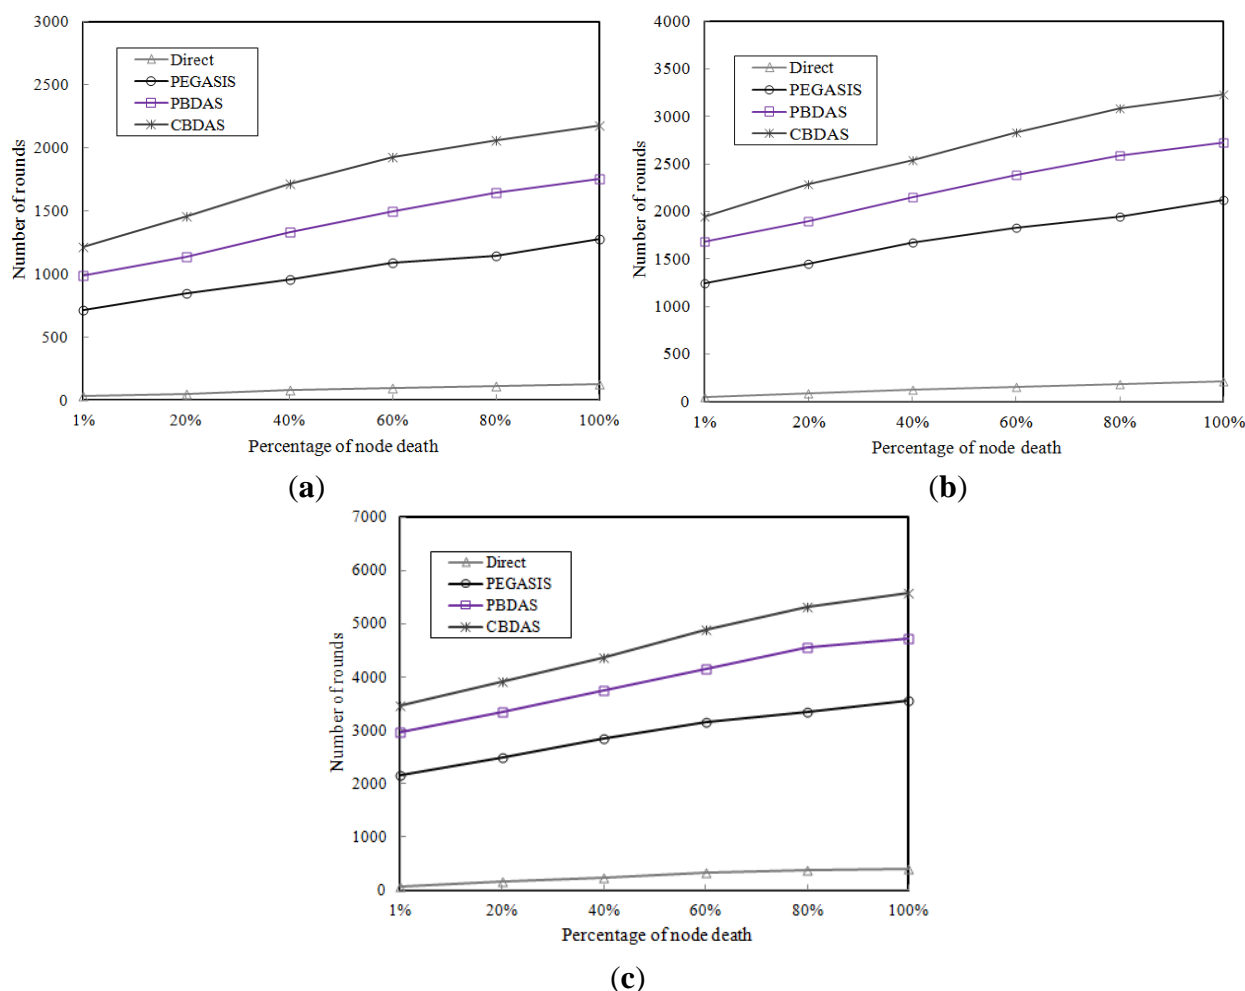 3000
2500
2000
1500
1000
500
0
Number of rounds
Direct
PEGASIS
PBDAS
CBDAS
1% 20% 40% 60% 80% 100%
Percentage of node death
(a)
4000
3500
3000
2500
2000
1500
1000
500
0
Number of rounds
Direct
PEGASIS
PBDAS
CBDAS
1% 20% 40% 60% 80% 100%
Percentage of node death
(b)
7000
6000
5000
4000
3000
2000
1000
0
Number of rounds
Direct
PEGASIS
PBDAS
CBDAS
1% 20% 40% 60% 80% 100%
Percentage of node death
(c)